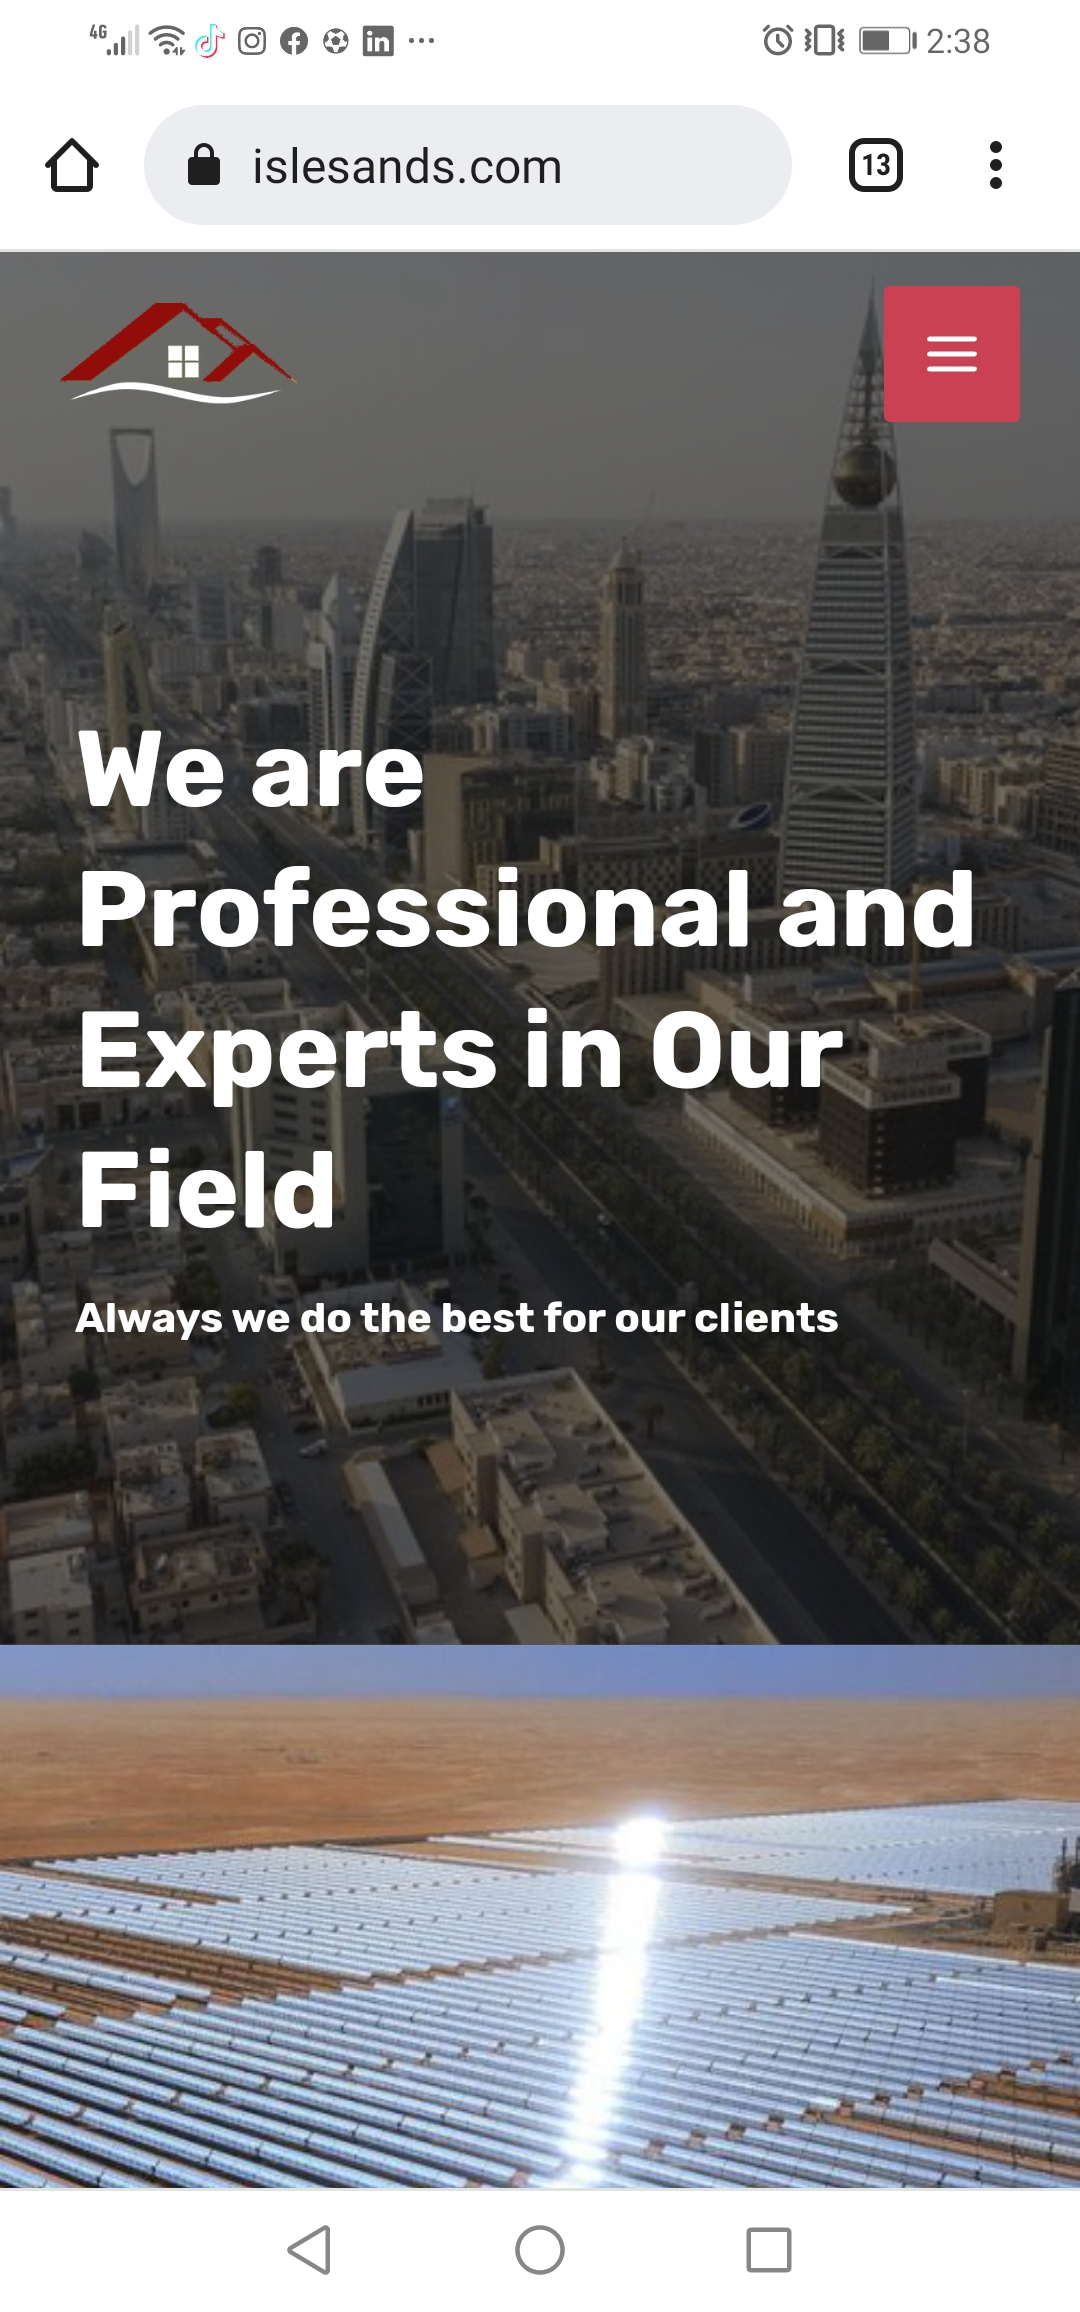 4G 2:38
islesands.com 13
We are
Professional and
Experts in Our
Field
Always we do the best for our clients